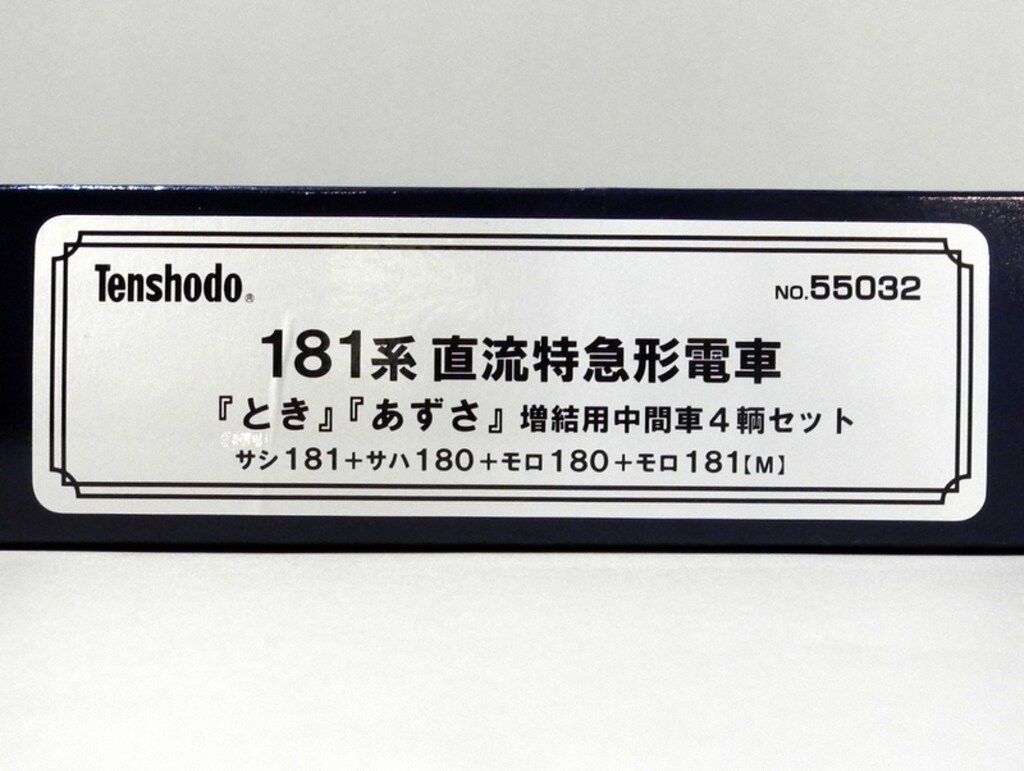 Tenshodo®
NO.55032
181系 直流特急形電車
『とき』『あずさ』増結用中間車4輌セット
サシ181+サハ180+モロ180+モロ181【M】